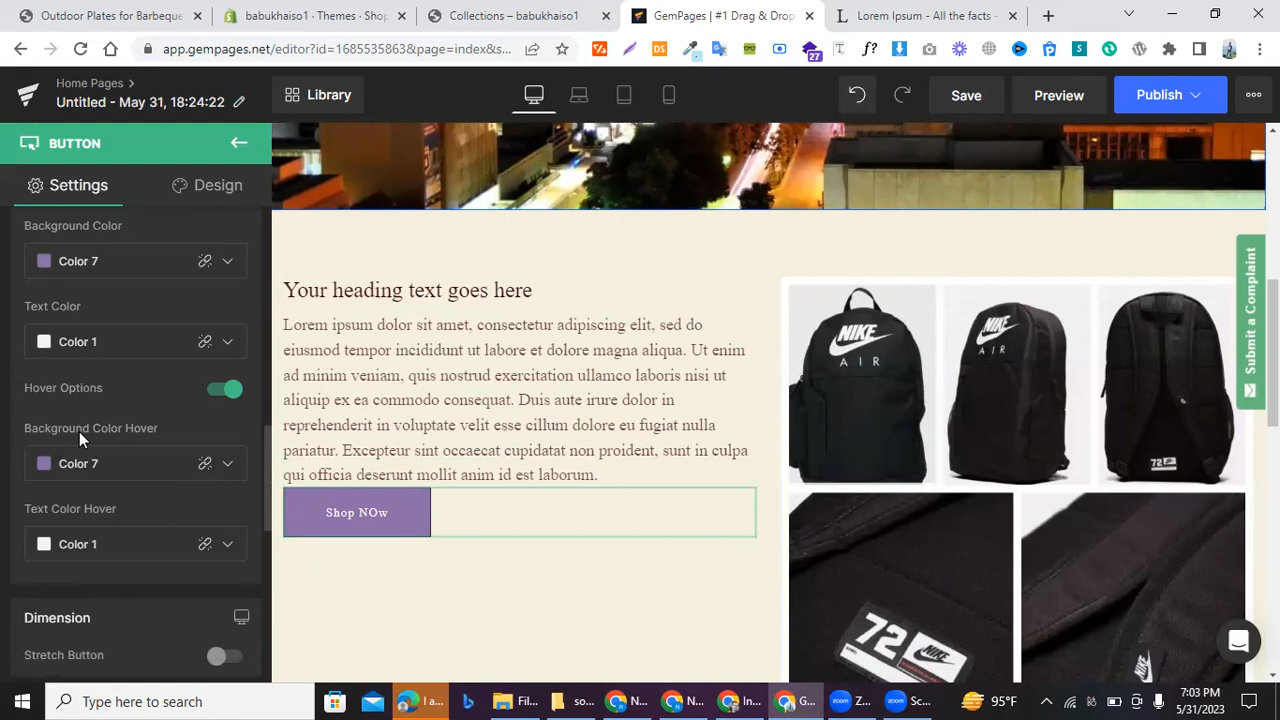 Outdoor Plates for Barbeque
babukhaiso1 · Themes · Shop
Collections – babukhaiso1
GemPages | #1 Drag & Drop
Lorem Ipsum - All the facts -
app.gempages.net/editor?id=1685535863&page=index&s...
27
Home Pages
Untitled - May 31, 18:24:22
Library
Save
Preview
Publish
BUTTON
Settings
Design
Background Color
Color 7
Text Color
Color 1
Hover Options
Background Color Hover
Color 7
Text Color Hover
Color 1
Dimension
Stretch Button
Your heading text goes here
Lorem ipsum dolor sit amet, consectetur adipiscing elit, sed do
eiusmod tempor incididunt ut labore et dolore magna aliqua. Ut enim
ad minim veniam, quis nostrud exercitation ullamco laboris nisi ut
aliquip ex ea commodo consequat. Duis aute irure dolor in
reprehenderit in voluptate velit esse cillum dolore eu fugiat nulla
pariatur. Excepteur sint occaecat cupidatat non proident, sunt in culpa
qui officia deserunt mollit anim id est laborum.
Shop NOw
NIKE
AIR
NIKE
AIR
72
72
NIKE
Submit a Complaint
Type here to search
I a...
Fil...
so...
N...
N...
In...
G...
Z...
Sc...
95°F
7:03 PM
5/31/2023